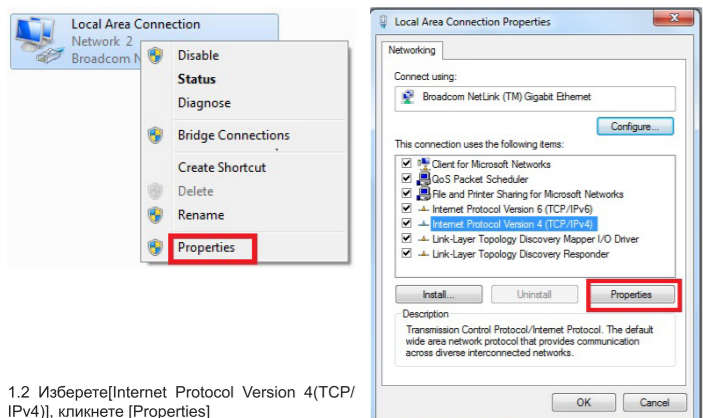 Local Area Connection
Network 2
Broadcom N
Disable
Status
Diagnose
Bridge Connections
Create Shortcut
Delete
Rename
Properties
1.2 Изберете[Internet Protocol Version 4(TCP/
IPv4)], кликнете [Properties]
Local Area Connection Properties
Networking
Connect using:
Broadcom NetLink (TM) Gigabit Ethernet
Configure...
This connection uses the following items:
Client for Microsoft Networks
QoS Packet Scheduler
File and Printer Sharing for Microsoft Networks
Internet Protocol Version 6 (TCP/IPv6)
Internet Protocol Version 4 (TCP/IPv4)
Link-Layer Topology Discovery Mapper I/O Driver
Link-Layer Topology Discovery Responder
Install... Uninstall Properties
Description
Transmission Control Protocol/Internet Protocol. The default
wide area network protocol that provides communication
across diverse interconnected networks.
OK Cancel